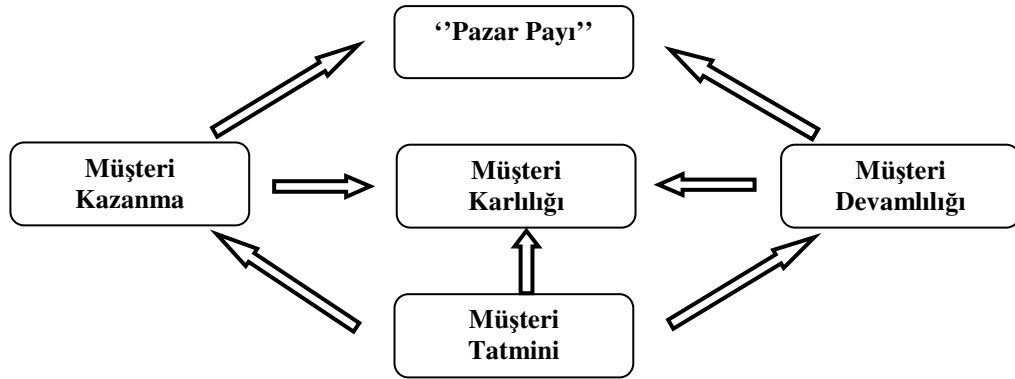 ‘’Pazar Payı’’
Müşteri
Kazanma
Müşteri
Karlılığı
Müşteri
Devamlılığı
Müşteri
Tatmini